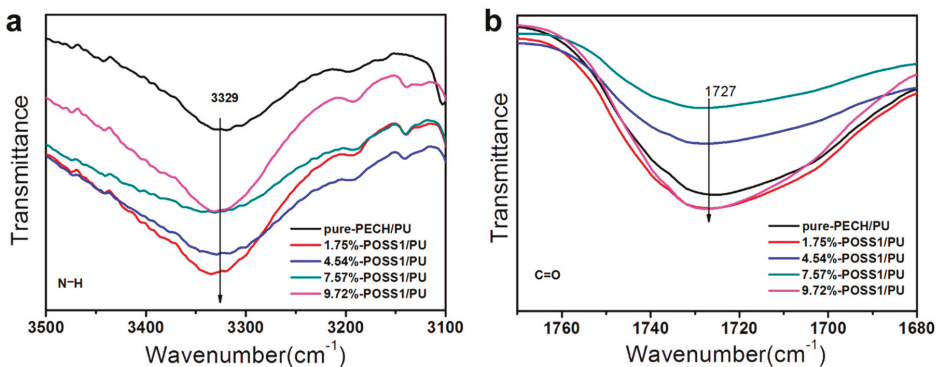 a
3329
Transmittance
pure-PECH/PU
1.75%-POSS1/PU
4.54%-POSS1/PU
7.57%-POSS1/PU
9.72%-POSS1/PU
N–H
3500 3400 3300 3200 3100
Wavenumber(cm⁻¹)
b
1727
Transmittance
pure-PECH/PU
1.75%-POSS1/PU
4.54%-POSS1/PU
7.57%-POSS1/PU
9.72%-POSS1/PU
C=O
1760 1740 1720 1700 1680
Wavenumber(cm⁻¹)